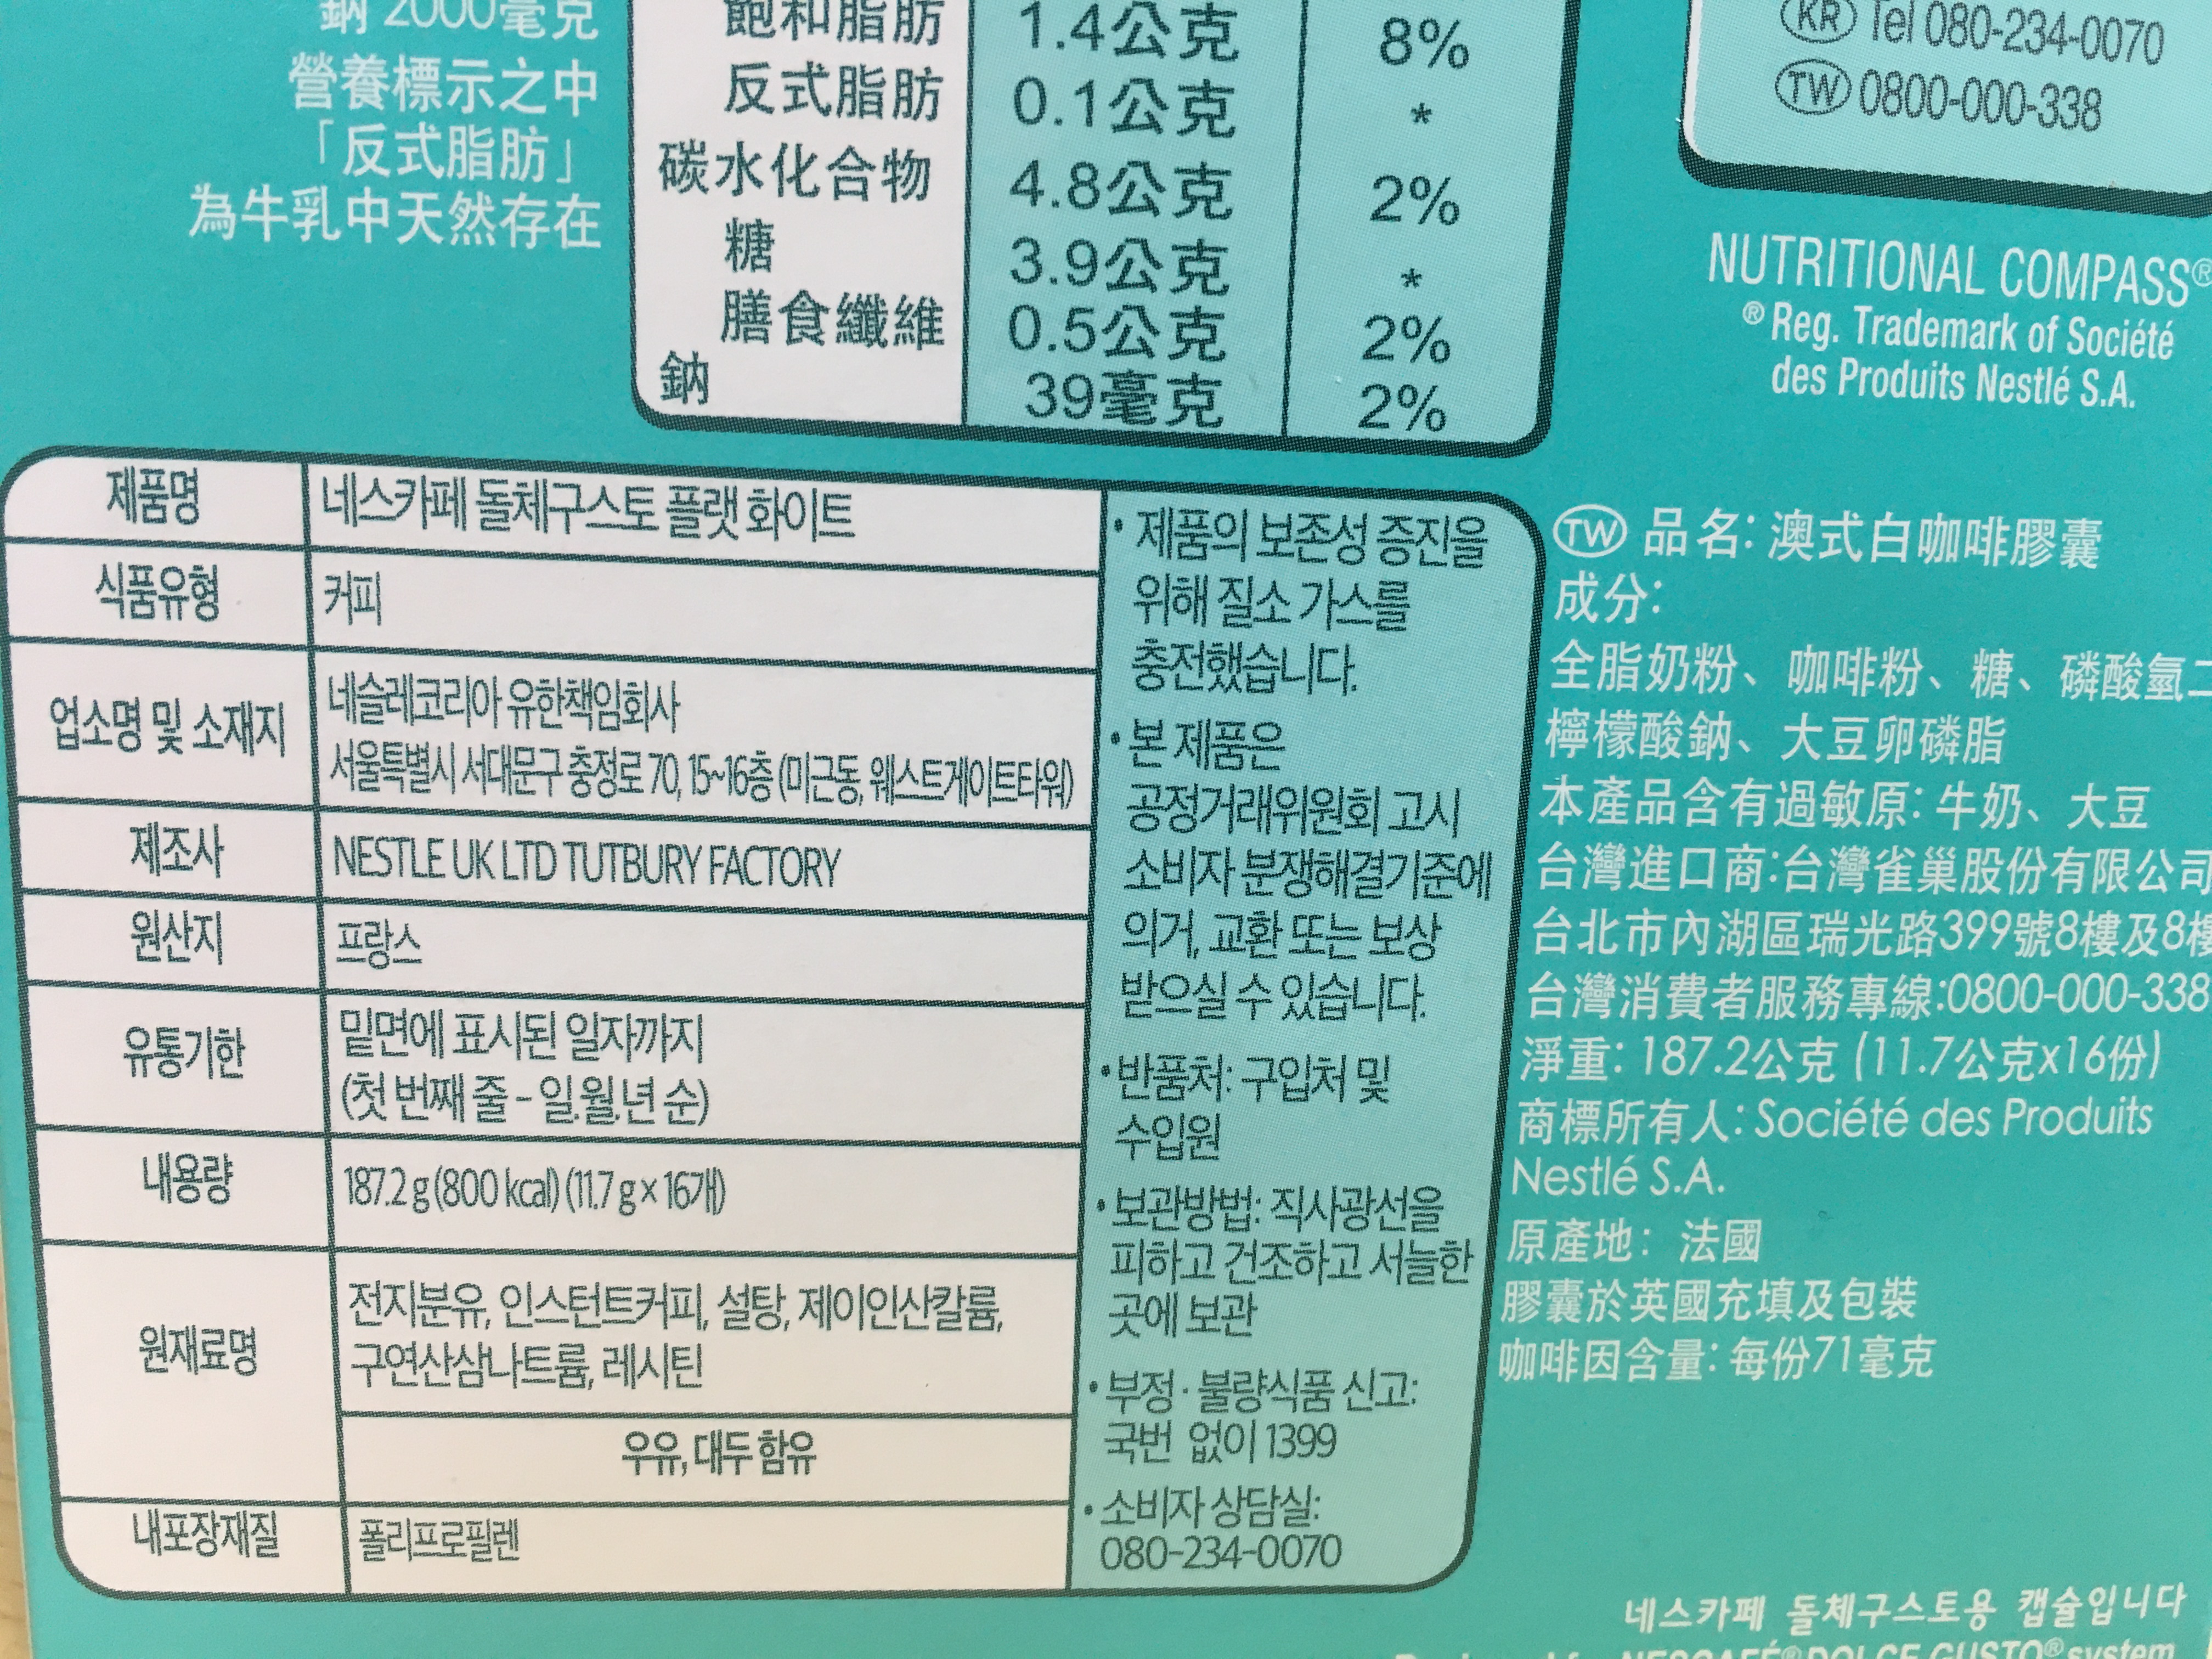 鈉 2000毫克
營養標示之中
「反式脂肪」
為牛乳中天然存在
飽和脂肪 1.4公克 8%
反式脂肪 0.1公克 *
碳水化合物 4.8公克 2%
糖 3.9公克 *
膳食纖維 0.5公克 2%
鈉 39毫克 2%
KR Tel 080-234-0070
TW 0800-000-338
NUTRITIONAL COMPASS®
® Reg. Trademark of Société
des Produits Nestlé S.A.
제품명 네스카페 돌체구스토 플랫 화이트
식품유형 커피
업소명 및 소재지 네슬레코리아 유한책임회사
서울특별시 서대문구 충정로 70, 15~16층 (미근동, 웨스트게이트타워)
제조사 NESTLE UK LTD TUTBURY FACTORY
원산지 프랑스
유통기한 밑면에 표시된 일자까지
(첫 번째 줄 - 일.월.년 순)
내용량 187.2 g (800 kcal) (11.7 g × 16개)
원재료명 전지분유, 인스턴트커피, 설탕, 제이인산칼륨,
구연산삼나트륨, 레시틴
우유, 대두 함유
내포장재질 폴리프로필렌
• 제품의 보존성 증진을
위해 질소 가스를
충전했습니다.
• 본 제품은
공정거래위원회 고시
소비자 분쟁해결기준에
의거, 교환 또는 보상
받으실 수 있습니다.
• 반품처: 구입처 및
수입원
• 보관방법: 직사광선을
피하고 건조하고 서늘한
곳에 보관
• 부정 · 불량식품 신고:
국번 없이 1399
• 소비자 상담실:
080-234-0070
TW 品名: 澳式白咖啡膠囊
成分:
全脂奶粉、咖啡粉、糖、磷酸氫二
檸檬酸鈉、大豆卵磷脂
本產品含有過敏原: 牛奶、大豆
台灣進口商:台灣雀巢股份有限公司
台北市內湖區瑞光路399號8樓及8樓
台灣消費者服務專線:0800-000-338
淨重: 187.2公克 (11.7公克x16份)
商標所有人: Société des Produits
Nestlé S.A.
原產地: 法國
膠囊於英國充填及包裝
咖啡因含量: 每份71毫克
네스카페 돌체구스토용 캡슐입니다
NESCAFÉ® DOLCE GUSTO® system